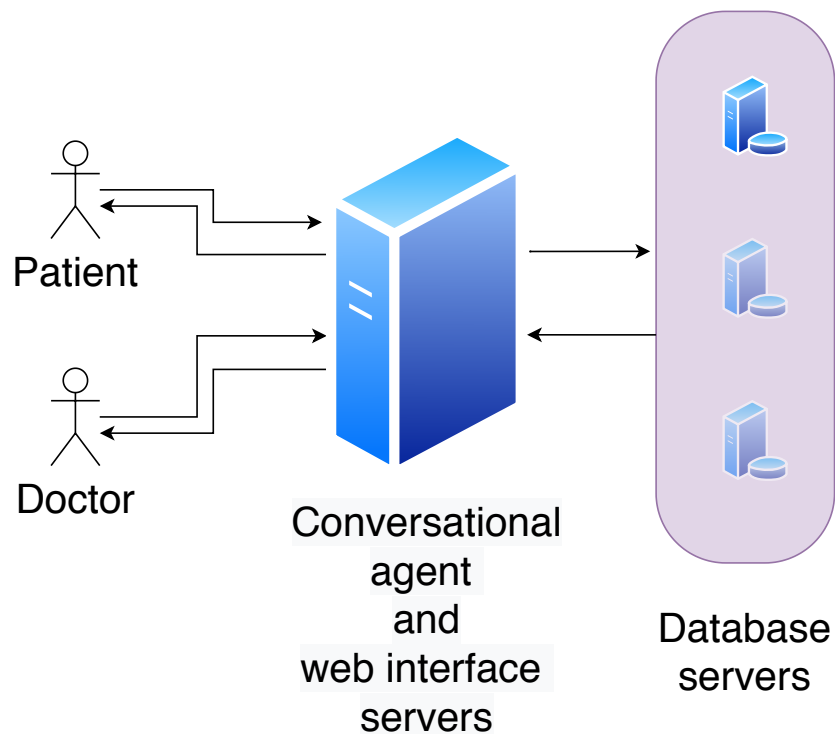 Patient
Doctor
Conversational
agent
and
web interface
servers
Database
servers